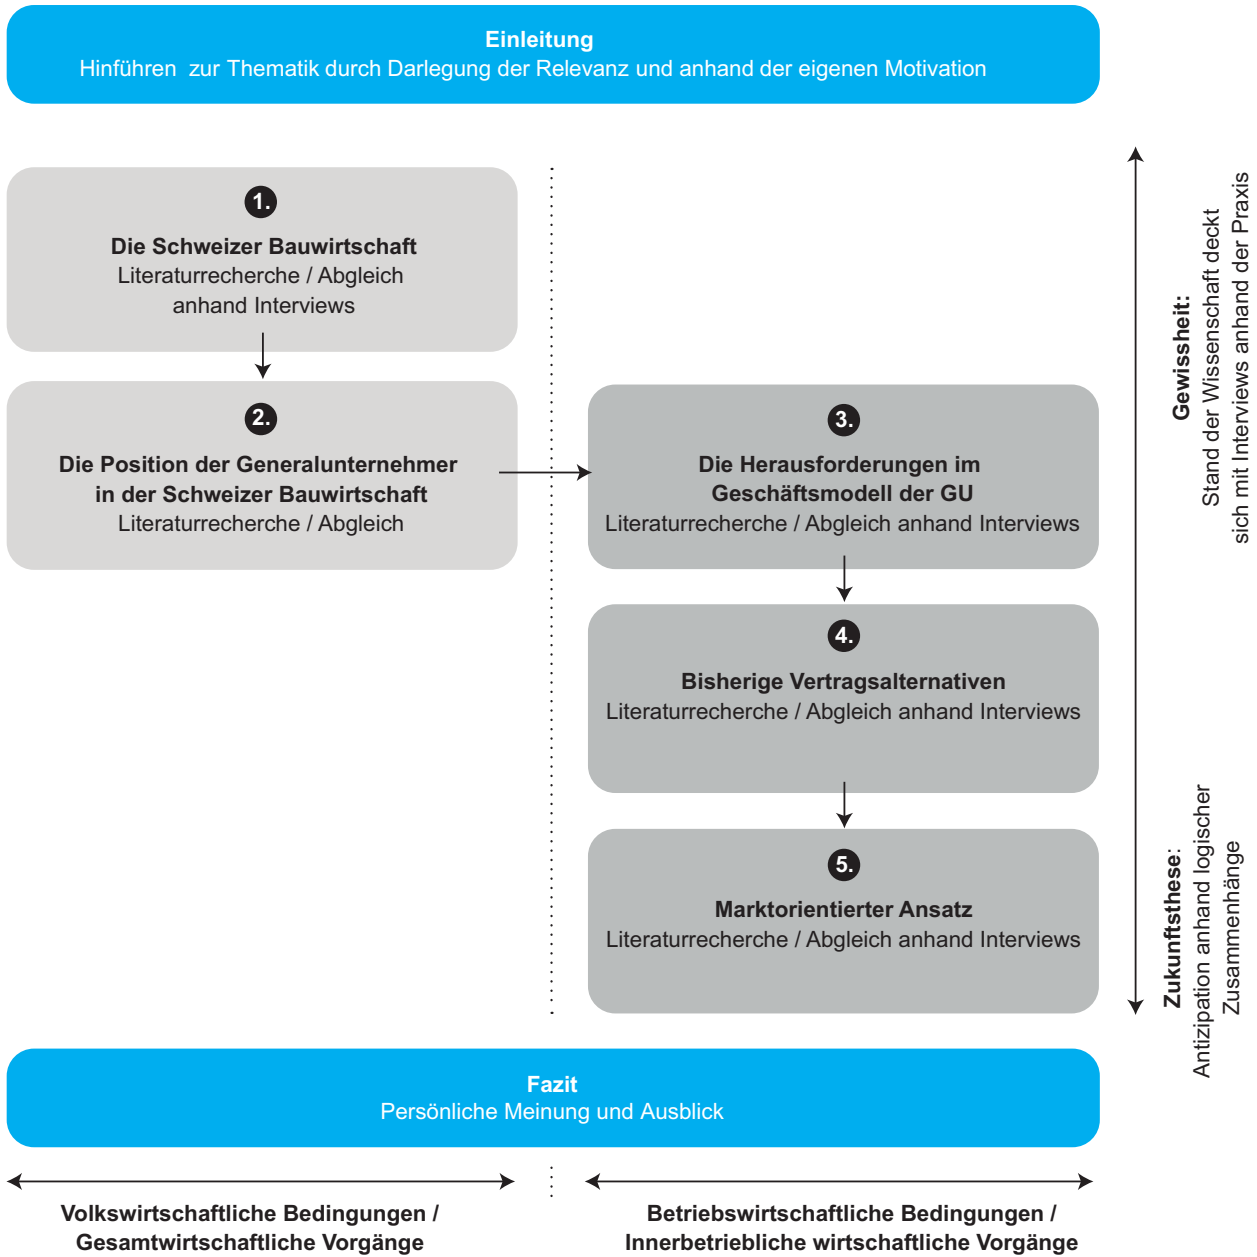 Einleitung
Hinführen zur Thematik durch Darlegung der Relevanz und anhand der eigenen Motivation
1.
Die Schweizer Bauwirtschaft
Literaturrecherche / Abgleich
anhand Interviews
2.
Die Position der Generalunternehmer
in der Schweizer Bauwirtschaft
Literaturrecherche / Abgleich
3.
Die Herausforderungen im
Geschäftsmodell der GU
Literaturrecherche / Abgleich anhand Interviews
4.
Bisherige Vertragsalternativen
Literaturrecherche / Abgleich anhand Interviews
5.
Marktorientierter Ansatz
Literaturrecherche / Abgleich anhand Interviews
Gewissheit:
Stand der Wissenschaft deckt
sich mit Interviews anhand der Praxis
Zukunftsthese:
Antizipation anhand logischer
Zusammenhänge
Fazit
Persönliche Meinung und Ausblick
Volkswirtschaftliche Bedingungen /
Gesamtwirtschaftliche Vorgänge
Betriebswirtschaftliche Bedingungen /
Innerbetriebliche wirtschaftliche Vorgänge